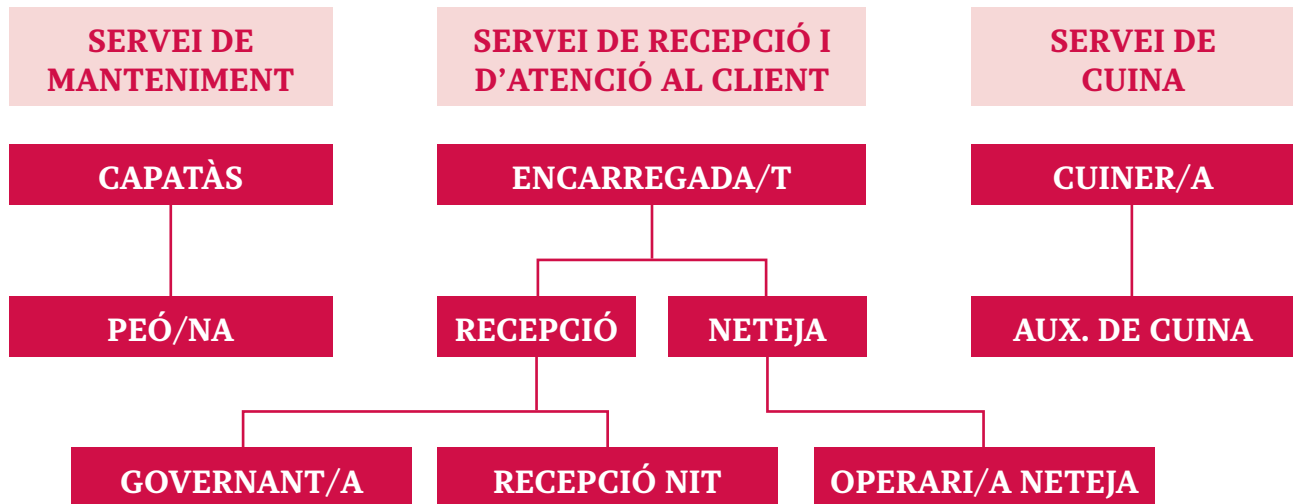 SERVEI DE
MANTENIMENT
SERVEI DE RECEPCIÓ I
D’ATENCIÓ AL CLIENT
SERVEI DE
CUINA
CAPATÀS
ENCARREGADA/T
CUINER/A
PEÓ/NA
RECEPCIÓ
NETEJA
AUX. DE CUINA
GOVERNANT/A
RECEPCIÓ NIT
OPERARI/A NETEJA